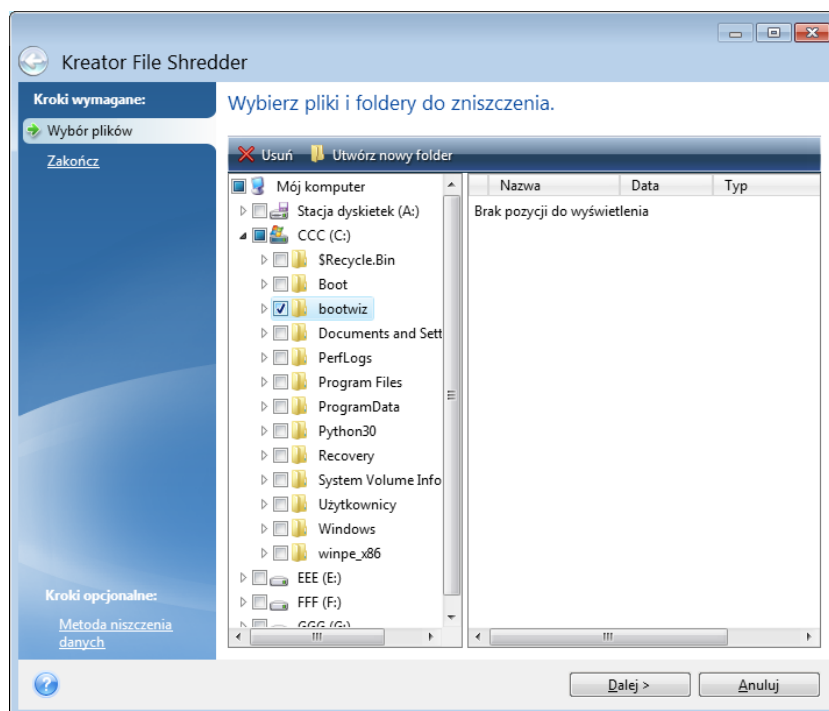 Kreator File Shredder
Kroki wymagane:
Wybór plików
Zakończ
Kroki opcjonalne:
Metoda niszczenia
danych
Wybierz pliki i foldery do zniszczenia.
Usuń Utwórz nowy folder
Mój komputer
Stacja dyskietek (A:)
CCC (C:)
$Recycle.Bin
Boot
bootwiz
Documents and Sett
PerfLogs
Program Files
ProgramData
Python30
Recovery
System Volume Info
Użytkownicy
Windows
winpe_x86
EEE (E:)
FFF (F:)
GGG (G:)
Nazwa Data Typ
Brak pozycji do wyświetlenia
Dalej > Anuluj